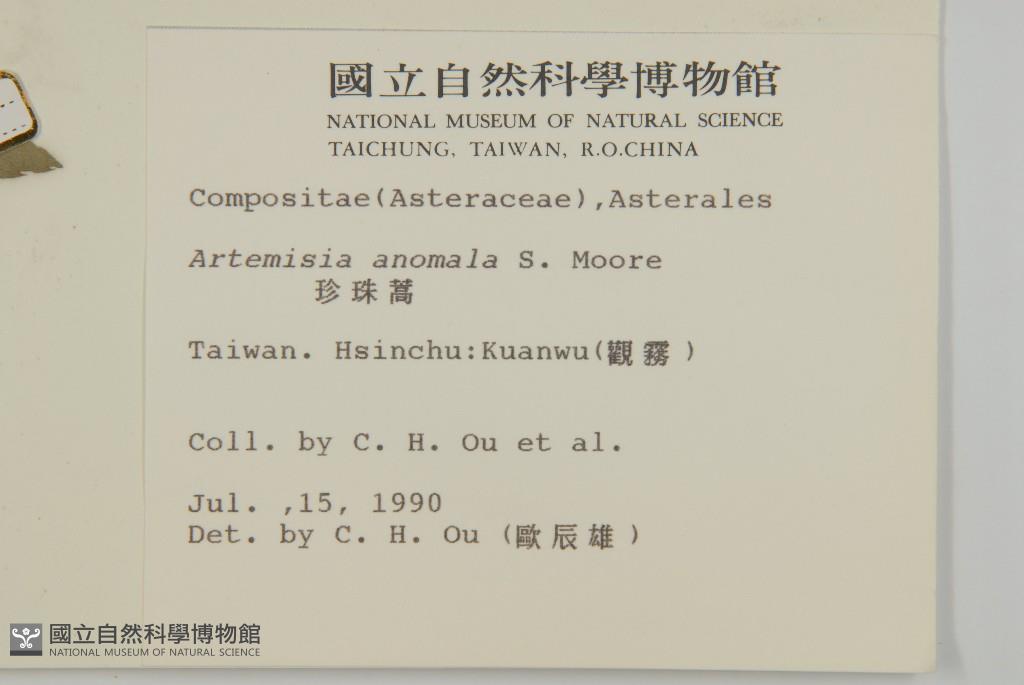 國立自然科學博物館
NATIONAL MUSEUM OF NATURAL SCIENCE
TAICHUNG, TAIWAN, R.O.CHINA
Compositae(Asteraceae),Asterales
Artemisia anomala S. Moore
珍珠蒿
Taiwan. Hsinchu:Kuanwu(觀霧)
Coll. by C. H. Ou et al.
Jul. ,15, 1990
Det. by C. H. Ou (歐辰雄)
國立自然科學博物館
NATIONAL MUSEUM OF NATURAL SCIENCE